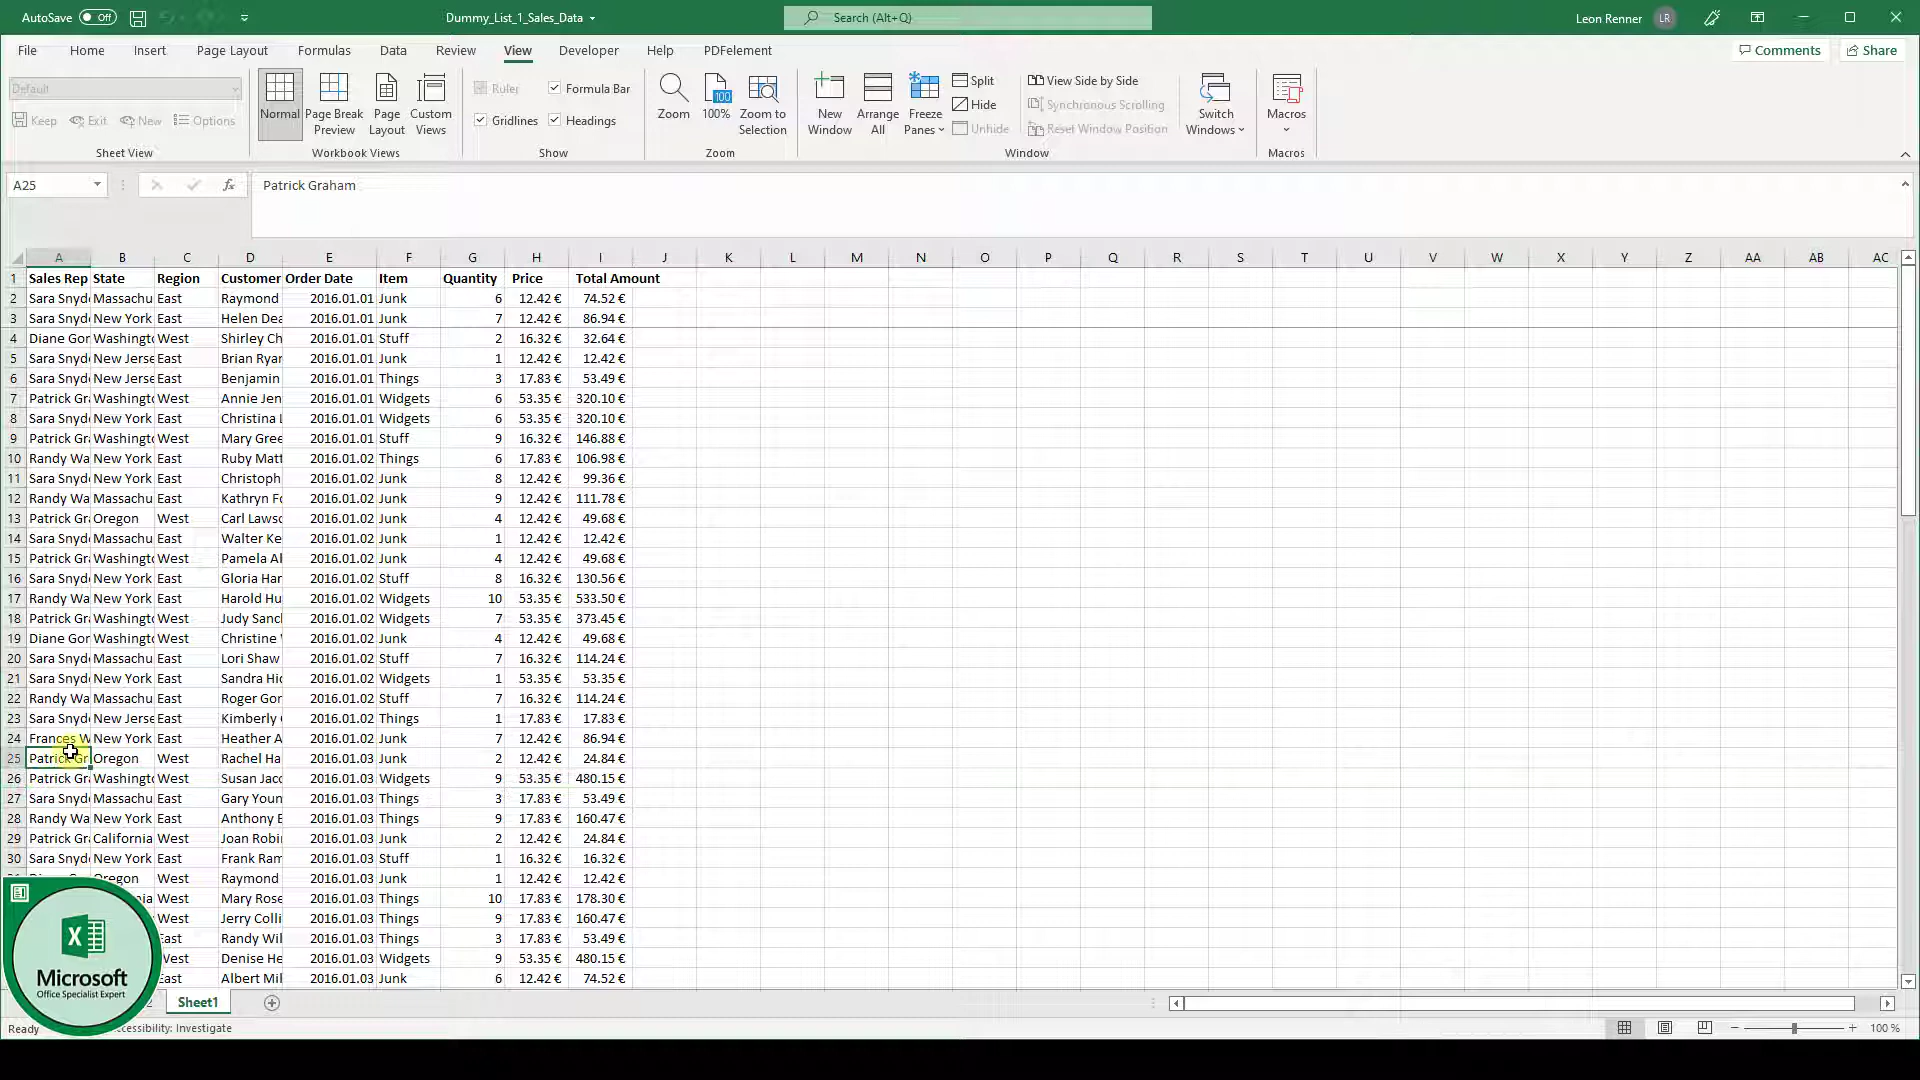 AutoSave Off Dummy_List_1_Sales_Data Search (Alt+Q) Leon Renner LR
File Home Insert Page Layout Formulas Data Review View Developer Help PDFelement Comments Share
Default
Keep Exit New Options
Sheet View
Normal Page Break Preview Page Layout Custom Views
Workbook Views
Ruler Formula Bar
Gridlines Headings
Show
Zoom 100 100% Zoom to Selection
Zoom
New Window Arrange All Freeze Panes
Split View Side by Side
Hide Synchronous Scrolling
Unhide Reset Window Position
Switch Windows
Window
Macros
Macros
A25 fx Patrick Graham
A B C D E F G H I J K L M N O P Q R S T U V W X Y Z AA AB AC
1 Sales Rep State Region Customer Order Date Item Quantity Price Total Amount
2 Sara Snyd Massachu East Raymond 2016.01.01 Junk 6 12.42 € 74.52 €
3 Sara Snyd New York East Helen Dea 2016.01.01 Junk 7 12.42 € 86.94 €
4 Diane Gor Washingto West Shirley Ch 2016.01.01 Stuff 2 16.32 € 32.64 €
5 Sara Snyd New Jerse East Brian Ryar 2016.01.01 Junk 1 12.42 € 12.42 €
6 Sara Snyd New Jerse East Benjamin 2016.01.01 Things 3 17.83 € 53.49 €
7 Patrick Gra Washingto West Annie Jen 2016.01.01 Widgets 6 53.35 € 320.10 €
8 Sara Snyd New York East Christina L 2016.01.01 Widgets 6 53.35 € 320.10 €
9 Patrick Gra Washingto West Mary Gree 2016.01.01 Stuff 9 16.32 € 146.88 €
10 Randy Wa New York East Ruby Matt 2016.01.02 Things 6 17.83 € 106.98 €
11 Sara Snyd New York East Christoph 2016.01.02 Junk 8 12.42 € 99.36 €
12 Randy Wa Massachu East Kathryn Fo 2016.01.02 Junk 9 12.42 € 111.78 €
13 Patrick Gra Oregon West Carl Lawso 2016.01.02 Junk 4 12.42 € 49.68 €
14 Sara Snyd Massachu East Walter Ke 2016.01.02 Junk 1 12.42 € 12.42 €
15 Patrick Gra Washingto West Pamela Al 2016.01.02 Junk 4 12.42 € 49.68 €
16 Sara Snyd New York East Gloria Har 2016.01.02 Stuff 8 16.32 € 130.56 €
17 Randy Wa New York East Harold Hu 2016.01.02 Widgets 10 53.35 € 533.50 €
18 Patrick Gra Washingto West Judy Sancl 2016.01.02 Widgets 7 53.35 € 373.45 €
19 Diane Gor Washingto West Christine 2016.01.02 Junk 4 12.42 € 49.68 €
20 Sara Snyd Massachu East Lori Shaw 2016.01.02 Stuff 7 16.32 € 114.24 €
21 Sara Snyd New York East Sandra Hic 2016.01.02 Widgets 1 53.35 € 53.35 €
22 Randy Wa Massachu East Roger Gor 2016.01.02 Stuff 7 16.32 € 114.24 €
23 Sara Snyd New Jerse East Kimberly 2016.01.02 Things 1 17.83 € 17.83 €
24 Frances W New York East Heather A 2016.01.02 Junk 7 12.42 € 86.94 €
25 Patrick Gr Oregon West Rachel Ha 2016.01.03 Junk 2 12.42 € 24.84 €
26 Patrick Gra Washingto West Susan Jacc 2016.01.03 Widgets 9 53.35 € 480.15 €
27 Sara Snyd Massachu East Gary Youn 2016.01.03 Things 3 17.83 € 53.49 €
28 Randy Wa New York East Anthony B 2016.01.03 Things 9 17.83 € 160.47 €
29 Patrick Gra California West Joan Robi 2016.01.03 Junk 2 12.42 € 24.84 €
30 Sara Snyd New York East Frank Ram 2016.01.03 Stuff 1 16.32 € 16.32 €
Oregon West Raymond 2016.01.03 Junk 1 12.42 € 12.42 €
West Mary Rose 2016.01.03 Things 10 17.83 € 178.30 €
West Jerry Colli 2016.01.03 Things 9 17.83 € 160.47 €
East Randy Wil 2016.01.03 Things 3 17.83 € 53.49 €
West Denise He 2016.01.03 Widgets 9 53.35 € 480.15 €
East Albert Mil 2016.01.03 Junk 6 12.42 € 74.52 €
X
Microsoft
Office Specialist Expert
Sheet1
Ready ccessibility: Investigate 100 %